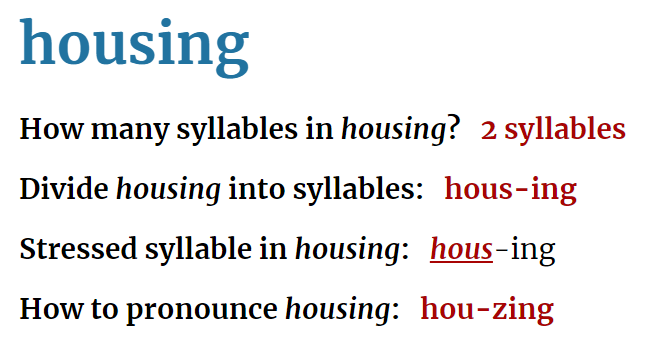 housing
How many syllables in housing? 2 syllables
Divide housing into syllables: hous-ing
Stressed syllable in housing: hous-ing
How to pronounce housing: hou-zing